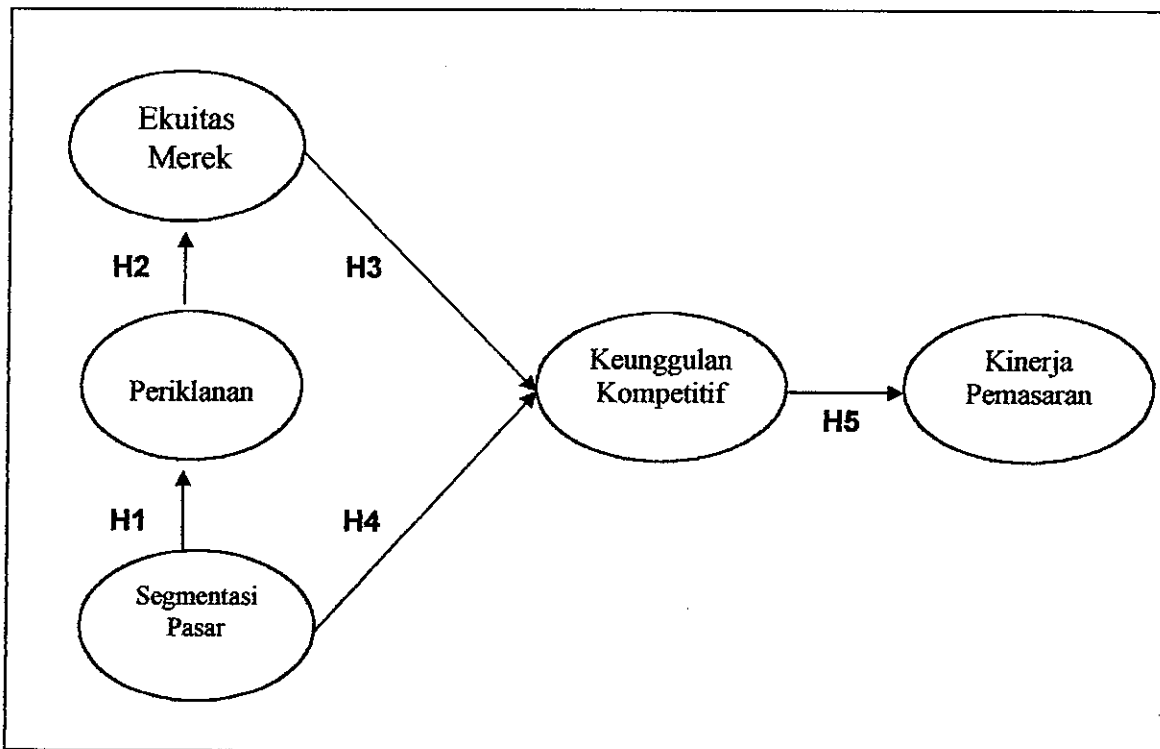 Ekuitas
Merek
H2
H3
Periklanan
Keunggulan
Kompetitif
Kinerja
Pemasaran
H5
H1
H4
Segmentasi
Pasar